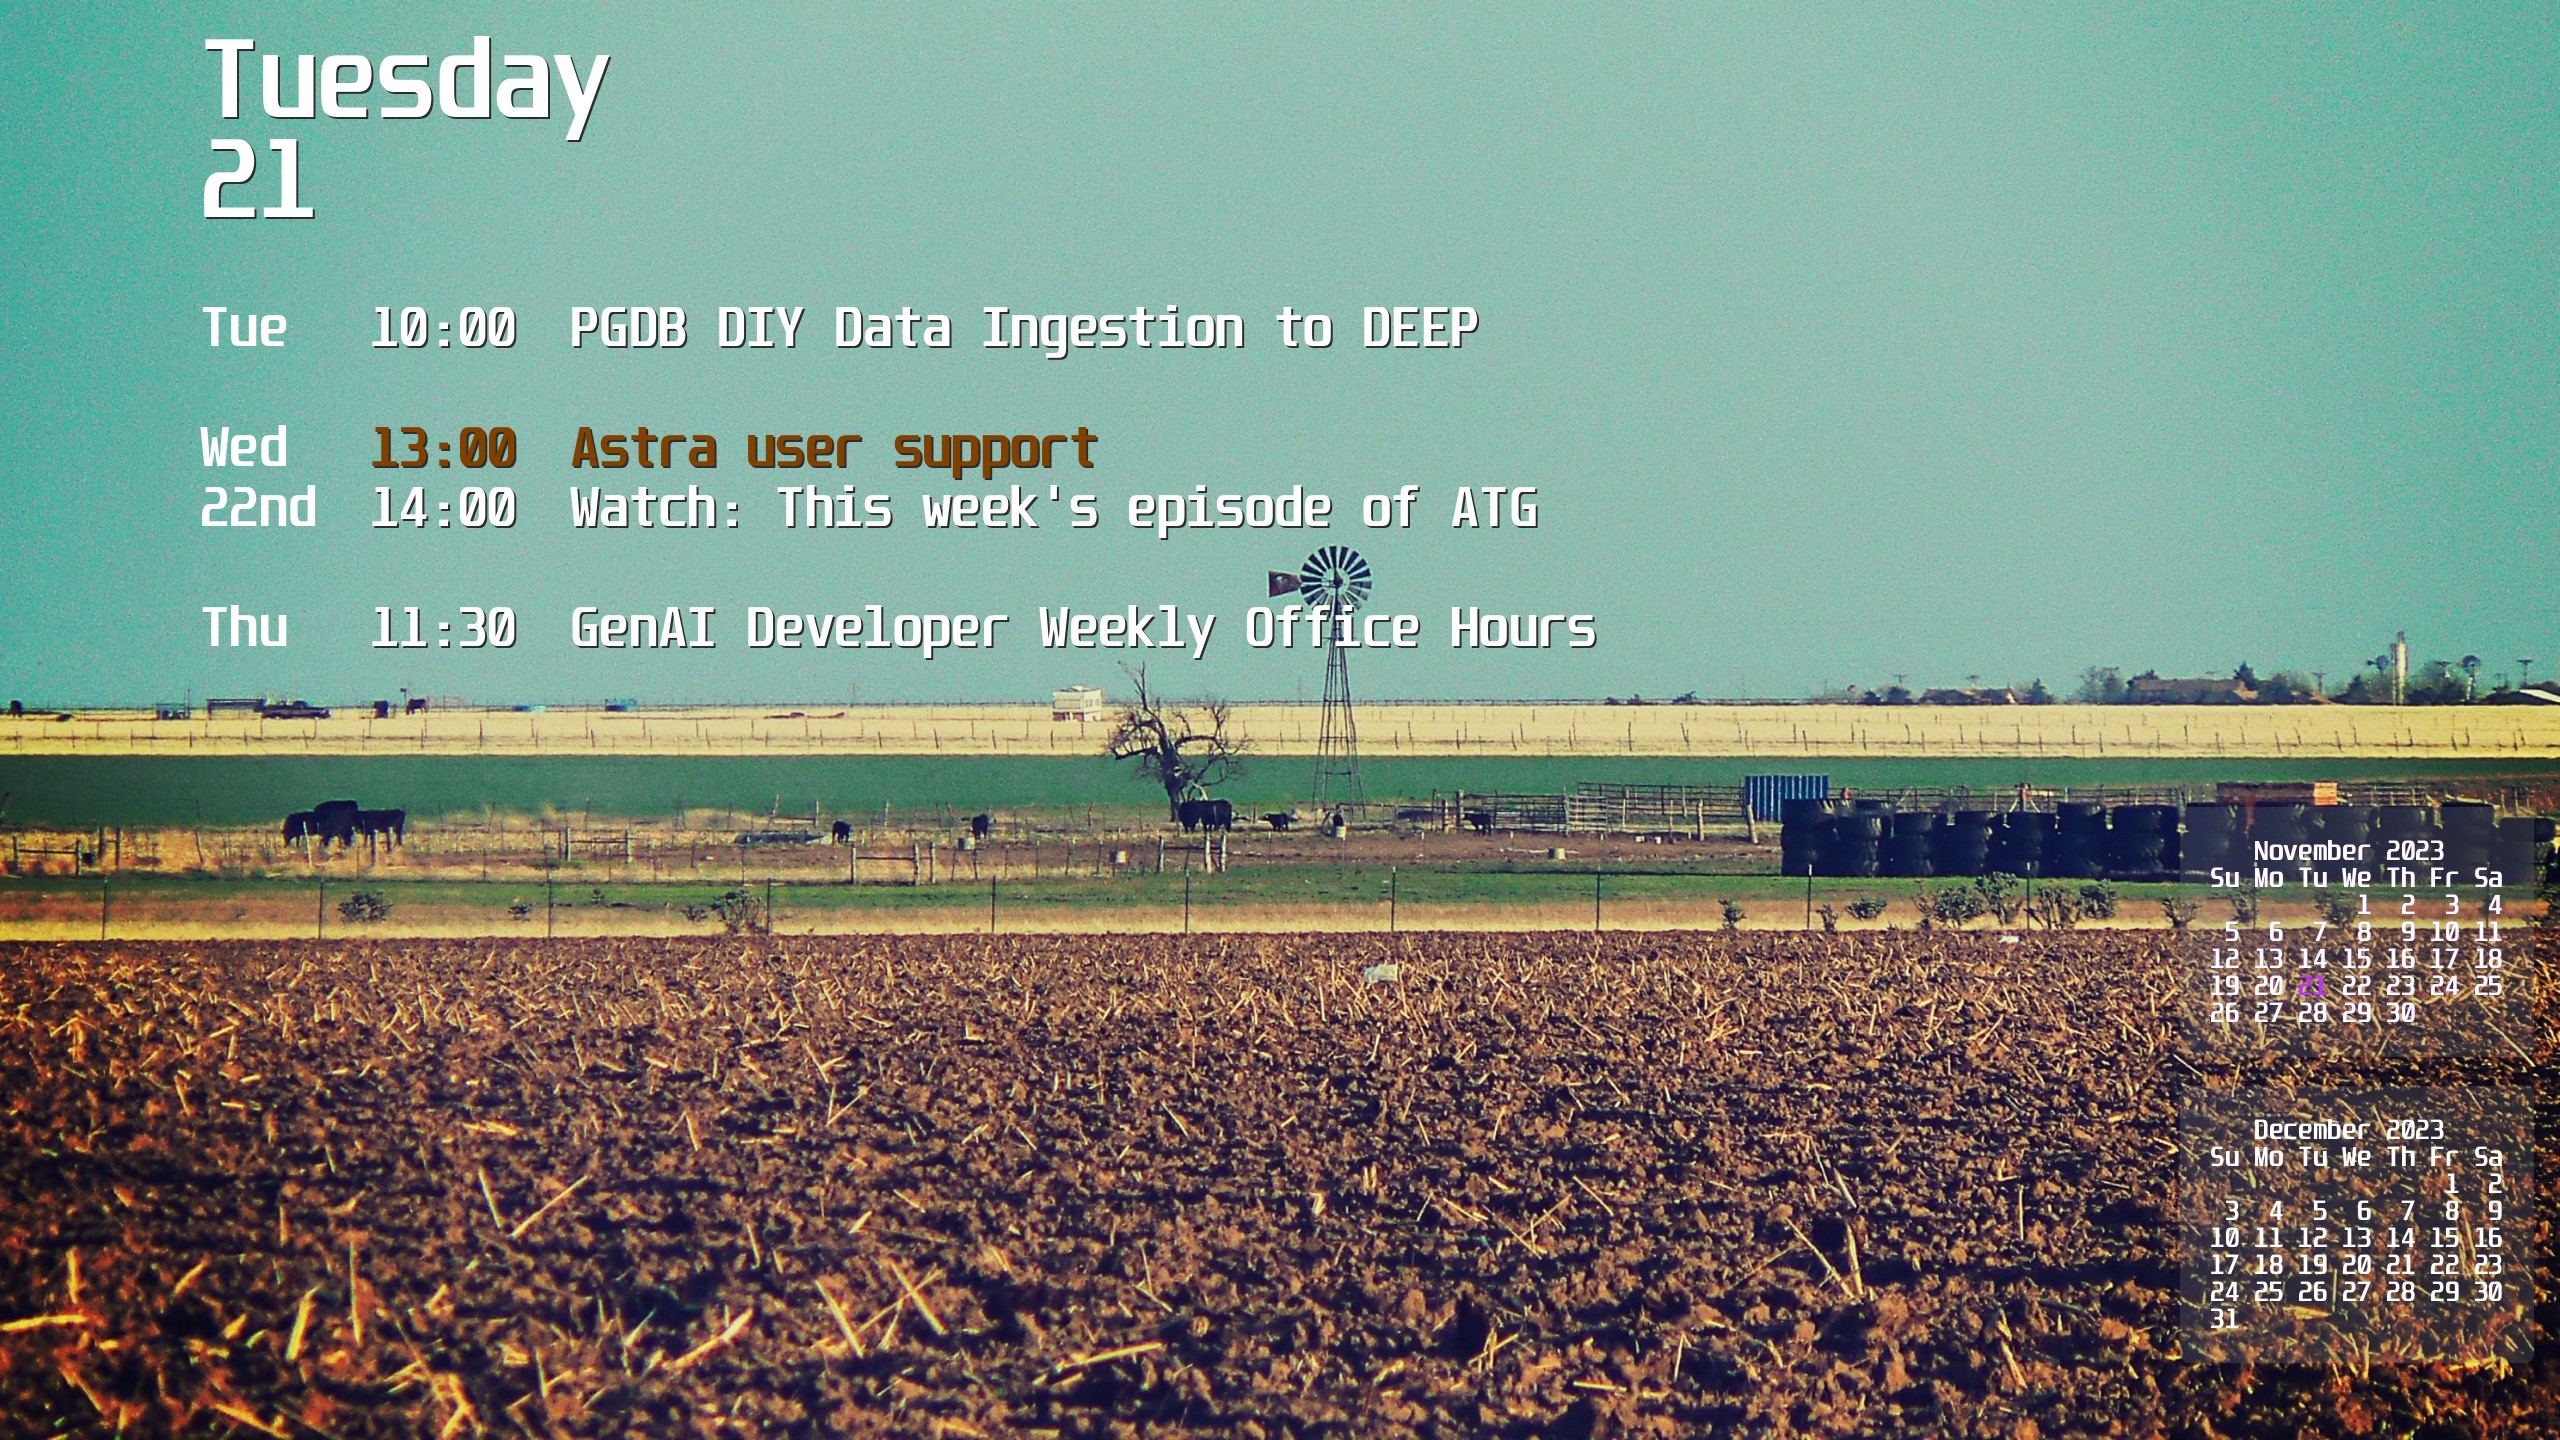 Tuesday
21
Tue 10:00 PGDB DIY Data Ingestion to DEEP
Wed 13:00 Astra user support
22nd 14:00 Watch: This week's episode of ATG
Thu 11:30 GenAI Developer Weekly Office Hours
November 2023
Su Mo Tu We Th Fr Sa
1 2 3 4
5 6 7 8 9 10 11
12 13 14 15 16 17 18
19 20 21 22 23 24 25
26 27 28 29 30
December 2023
Su Mo Tu We Th Fr Sa
1 2
3 4 5 6 7 8 9
10 11 12 13 14 15 16
17 18 19 20 21 22 23
24 25 26 27 28 29 30
31